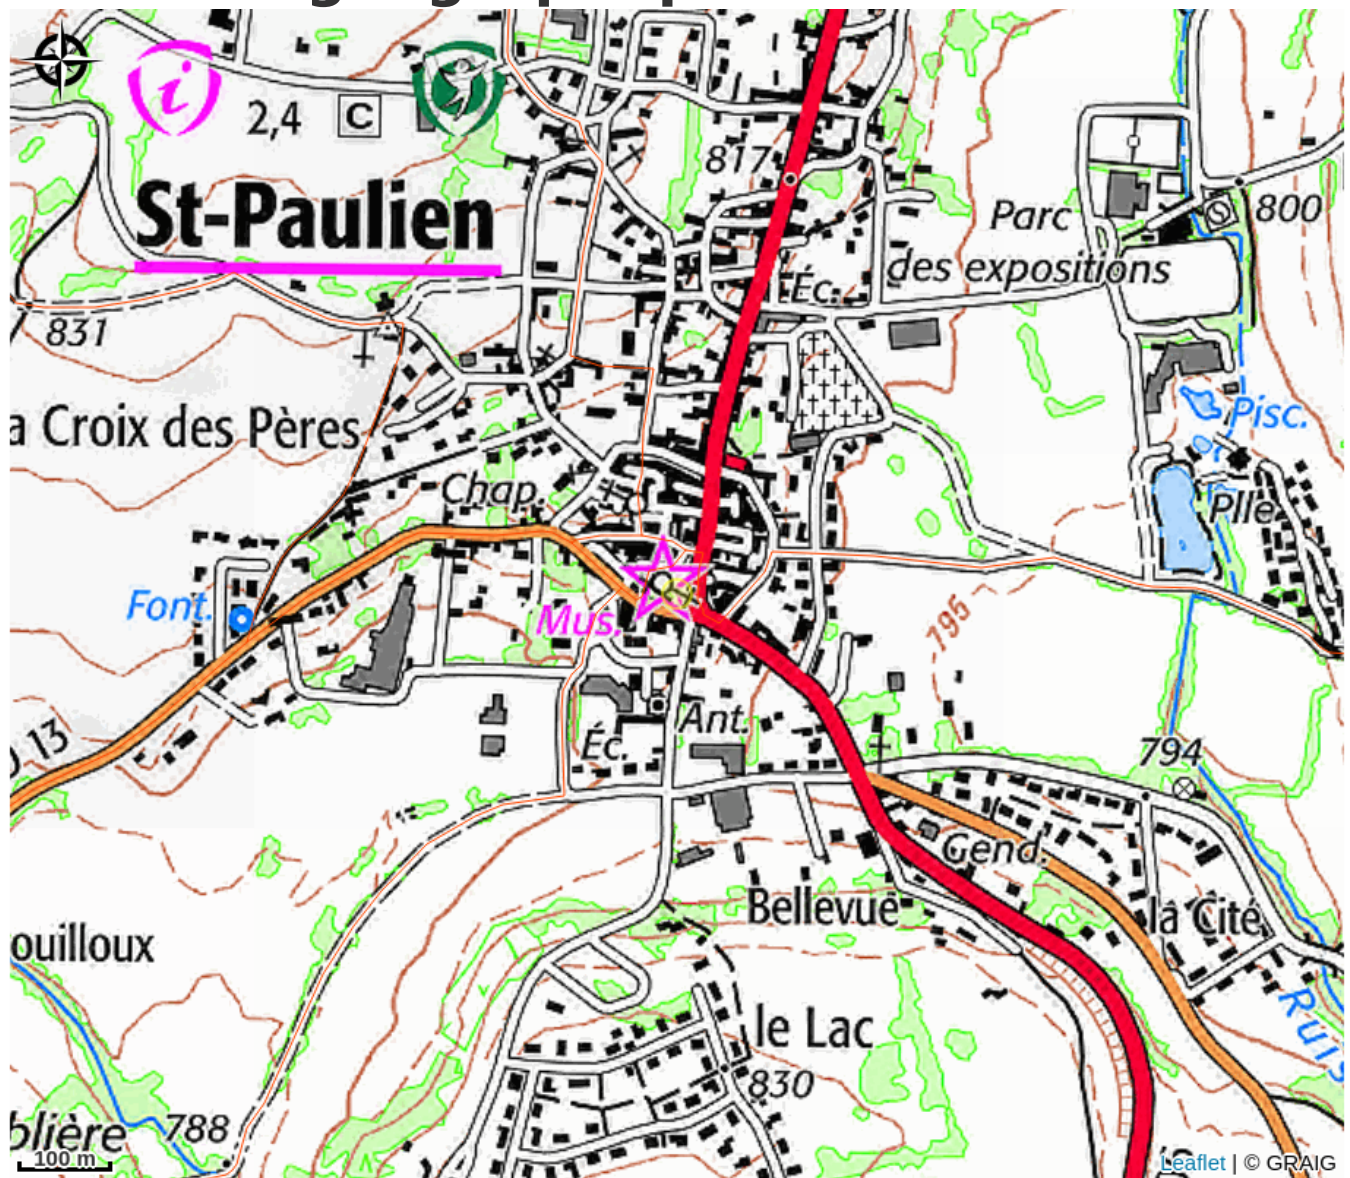 2,4
C
817
St-Paulien
Parc
800
des expositions
Éc.
831
a Croix des Pères
Pisc.
Chap.
Plle
Font.
Mus.
795
Ant.
Éc.
13
794
Gend.
Bellevue
la Cité
ouilloux
Ruis
le Lac
830
blière
788
100 m
Leaflet | © GRAIG